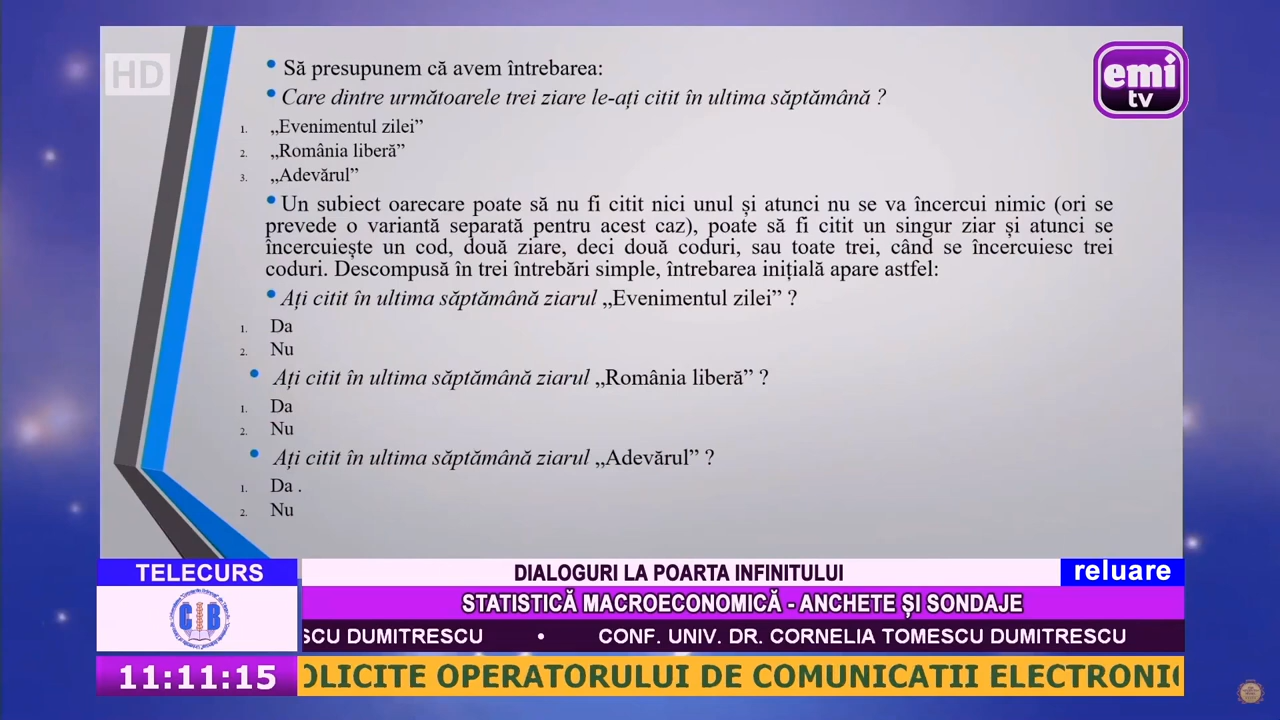 HD
emi
tv
• Să presupunem că avem întrebarea:
• Care dintre următoarele trei ziare le-ați citit în ultima săptămână ?
1. „Evenimentul zilei”
2. „România liberă”
3. „Adevărul”
• Un subiect oarecare poate să nu fi citit nici unul și atunci nu se va încercui nimic (ori se
prevede o variantă separată pentru acest caz), poate să fi citit un singur ziar și atunci se
încercuiește un cod, două ziare, deci două coduri, sau toate trei, când se încercuiesc trei
coduri. Descompusă în trei întrebări simple, întrebarea inițială apare astfel:
• Ați citit în ultima săptămână ziarul „Evenimentul zilei” ?
1. Da
2. Nu
• Ați citit în ultima săptămână ziarul „România liberă” ?
1. Da
2. Nu
• Ați citit în ultima săptămână ziarul „Adevărul” ?
1. Da .
2. Nu
TELECURS
DIALOGURI LA POARTA INFINITULUI
reluare
STATISTICĂ MACROECONOMICĂ - ANCHETE ȘI SONDAJE
SCU DUMITRESCU • CONF. UNIV. DR. CORNELIA TOMESCU DUMITRESCU
CIB
11:11:15
OLICITE OPERATORULUI DE COMUNICATII ELECTRONIC